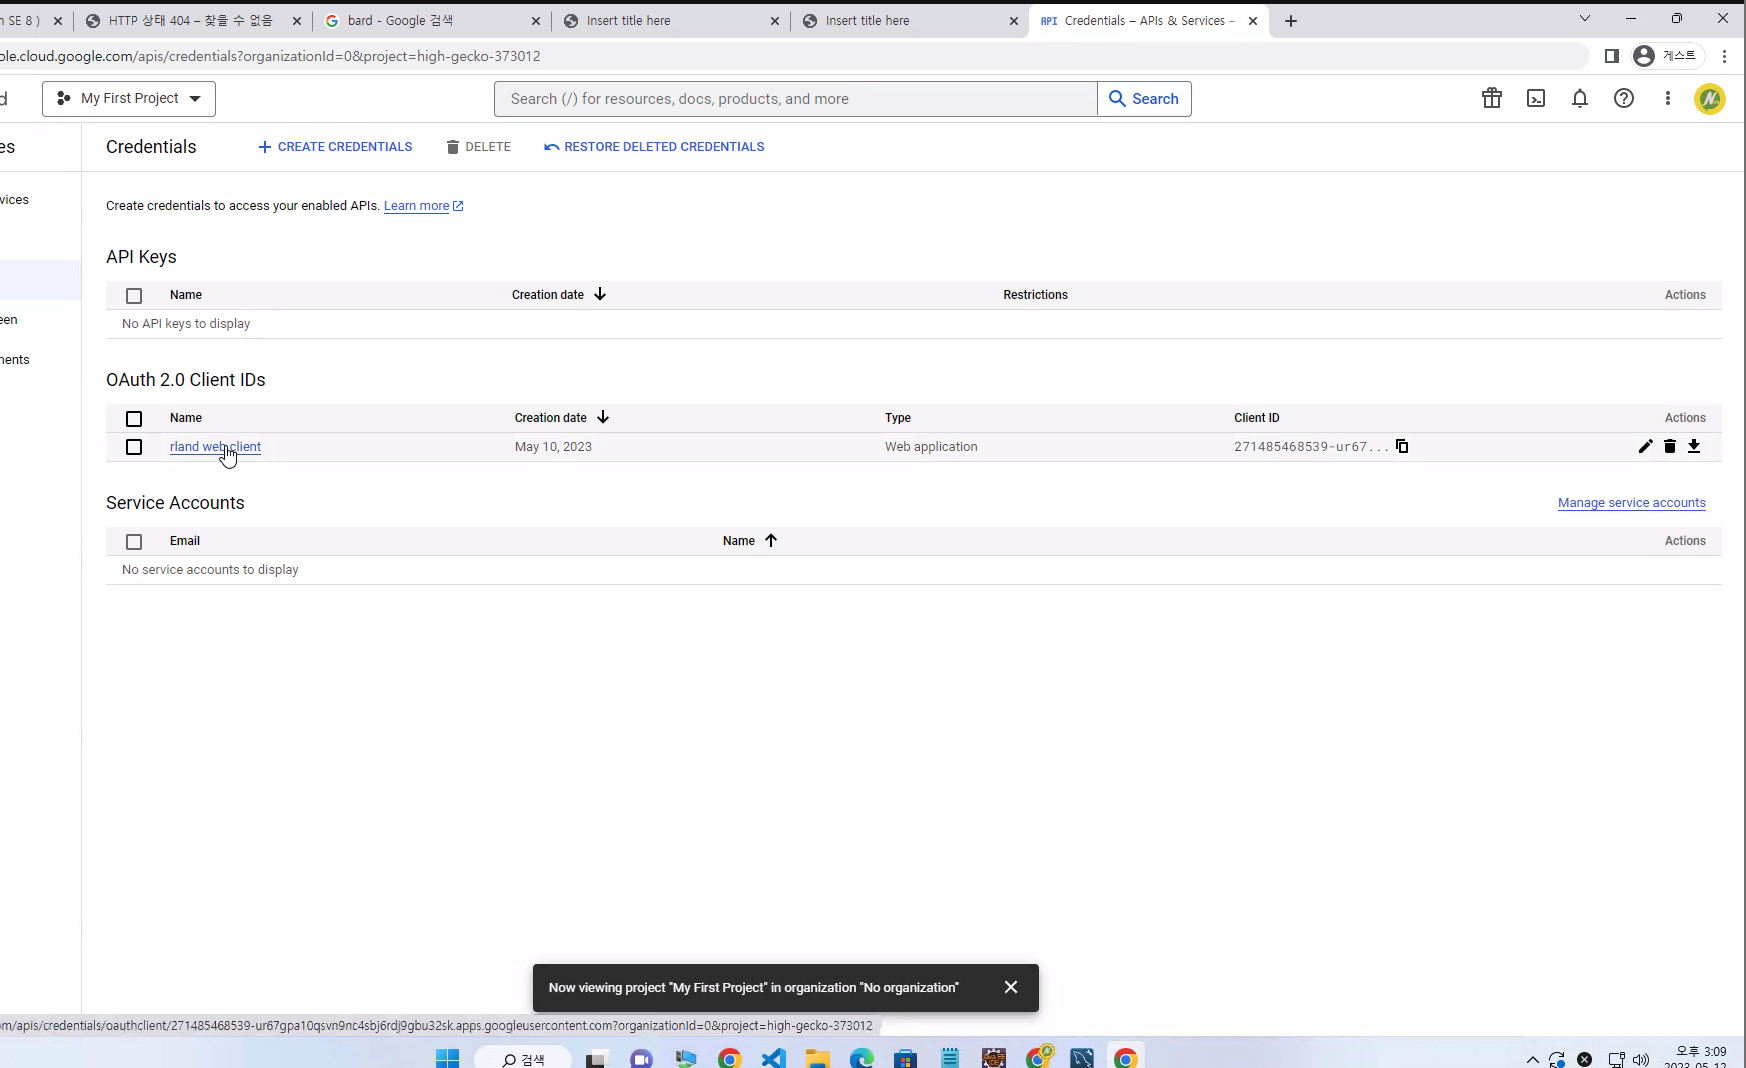 n SE 8 )
HTTP 상태 404 – 찾을 수 없음
bard - Google 검색
Insert title here
Insert title here
API Credentials – APIs & Services –
ole.cloud.google.com/apis/credentials?organizationId=0&project=high-gecko-373012
게스트
d
My First Project
Search (/) for resources, docs, products, and more
Search
es
Credentials
CREATE CREDENTIALS
DELETE
RESTORE DELETED CREDENTIALS
vices
Create credentials to access your enabled APIs. Learn more
API Keys
Name Creation date Restrictions Actions
No API keys to display
een
nents
OAuth 2.0 Client IDs
Name Creation date Type Client ID Actions
rland web client May 10, 2023 Web application 271485468539-ur67...
Service Accounts
Manage service accounts
Email Name Actions
No service accounts to display
Now viewing project "My First Project" in organization "No organization"
om/apis/credentials/oauthclient/271485468539-ur67gpa10qsvn9nc4sbj6rdj9gbu32sk.apps.googleusercontent.com?organizationId=0&project=high-gecko-373012
검색
오후 3:09
2023-05-12